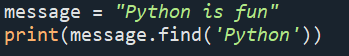 message = "Python is fun"
print(message.find('Python'))